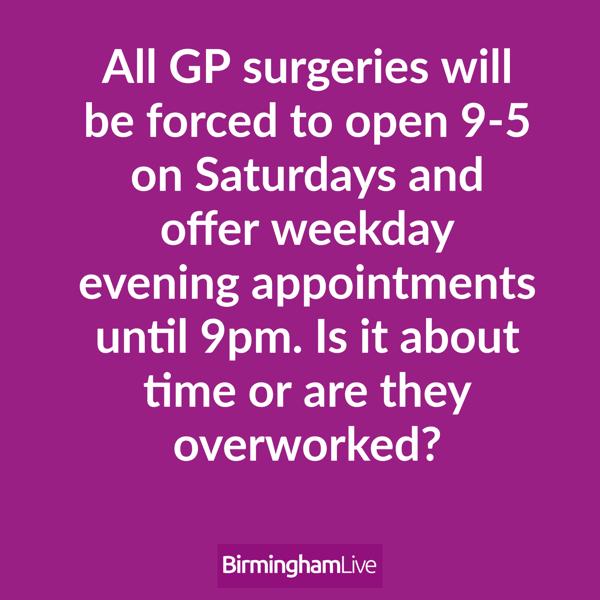 All GP surgeries will
be forced to open 9-5
on Saturdays and
offer weekday
evening appointments
until 9pm. Is it about
time or are they
overworked?
BirminghamLive